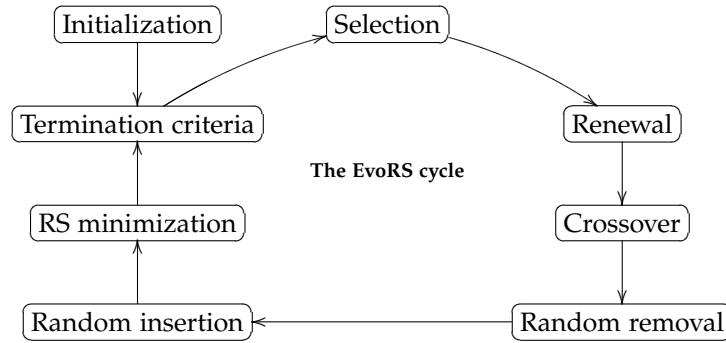 Initialization
Selection
Termination criteria
Renewal
The EvoRS cycle
RS minimization
Crossover
Random insertion
Random removal